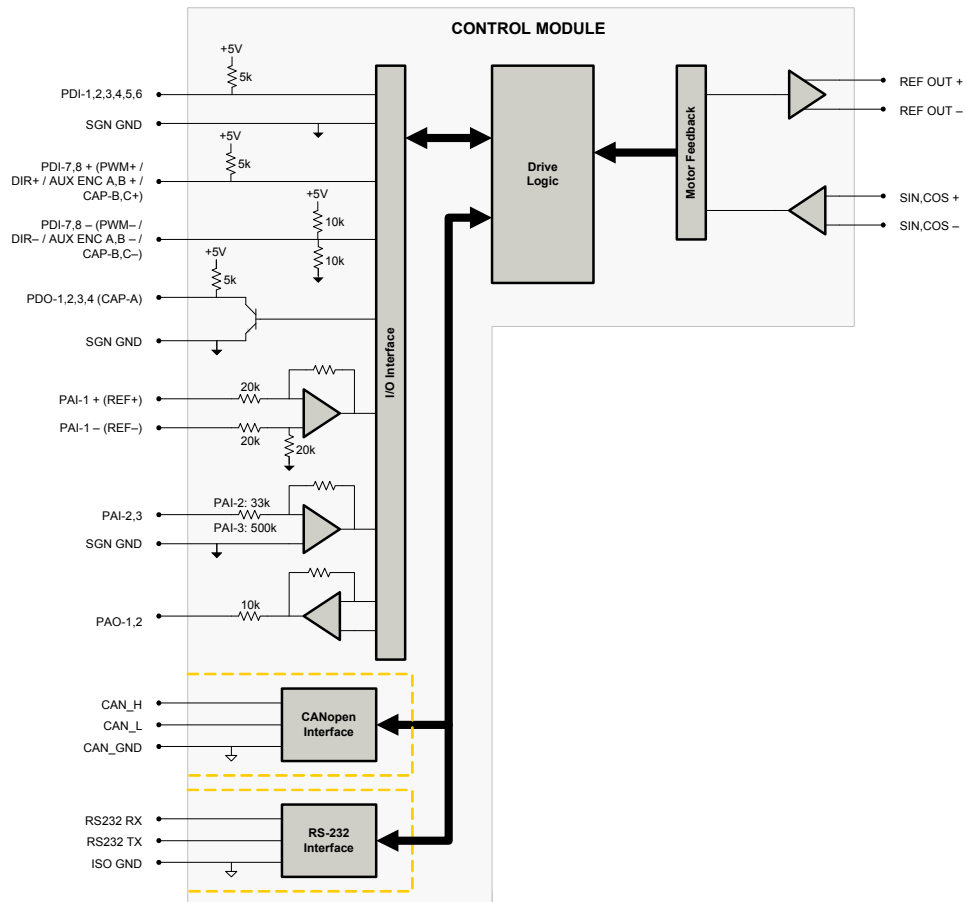 CONTROL MODULE
+5V
5k
PDI-1,2,3,4,5,6
SGN GND
+5V
5k
PDI-7,8 + (PWM+ /
DIR+ / AUX ENC A,B + /
CAP-B,C+)
+5V
10k
PDI-7,8 – (PWM– /
DIR– / AUX ENC A,B – /
CAP-B,C–)
10k
+5V
5k
PDO-1,2,3,4 (CAP-A)
SGN GND
20k
PAI-1 + (REF+)
PAI-1 – (REF–)
20k
20k
PAI-2: 33k
PAI-2,3
PAI-3: 500k
SGN GND
10k
PAO-1,2
I/O Interface
Drive
Logic
Motor Feedback
REF OUT +
REF OUT –
SIN,COS +
SIN,COS –
CAN_H
CAN_L
CAN_GND
CANopen
Interface
RS232 RX
RS232 TX
ISO GND
RS-232
Interface